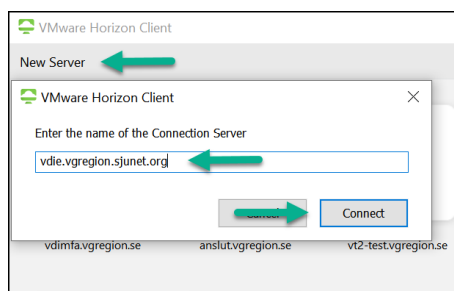 VMware Horizon Client
New Server
VMware Horizon Client
Enter the name of the Connection Server
vdie.vgregion.sjunet.org
Cancel Connect
vdimfa.vgregion.se anslut.vgregion.se vt2-test.vgregion.se